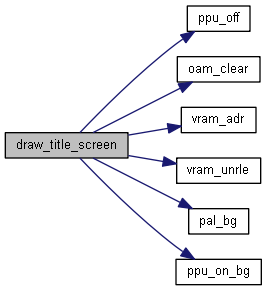 ppu_off
oam_clear
vram_adr
draw_title_screen
vram_unrle
pal_bg
ppu_on_bg